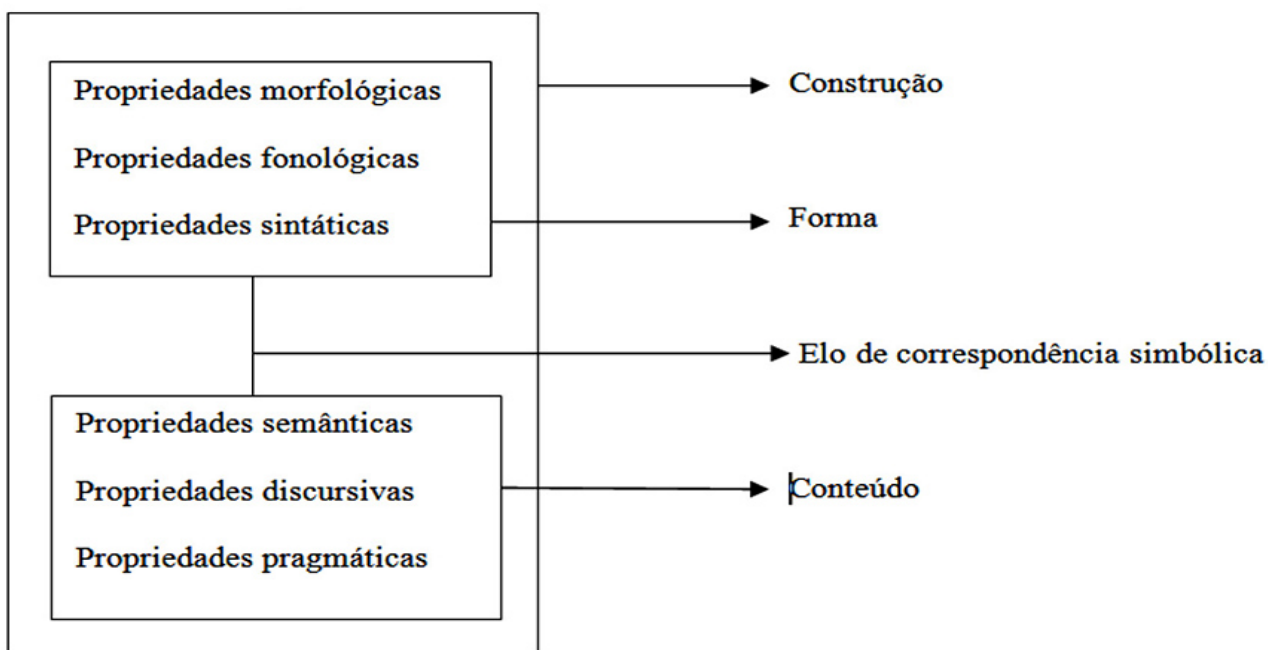 Propriedades morfológicas
Propriedades fonológicas
Propriedades sintáticas
Propriedades semânticas
Propriedades discursivas
Propriedades pragmáticas
Construção
Forma
Elo de correspondência simbólica
Conteúdo